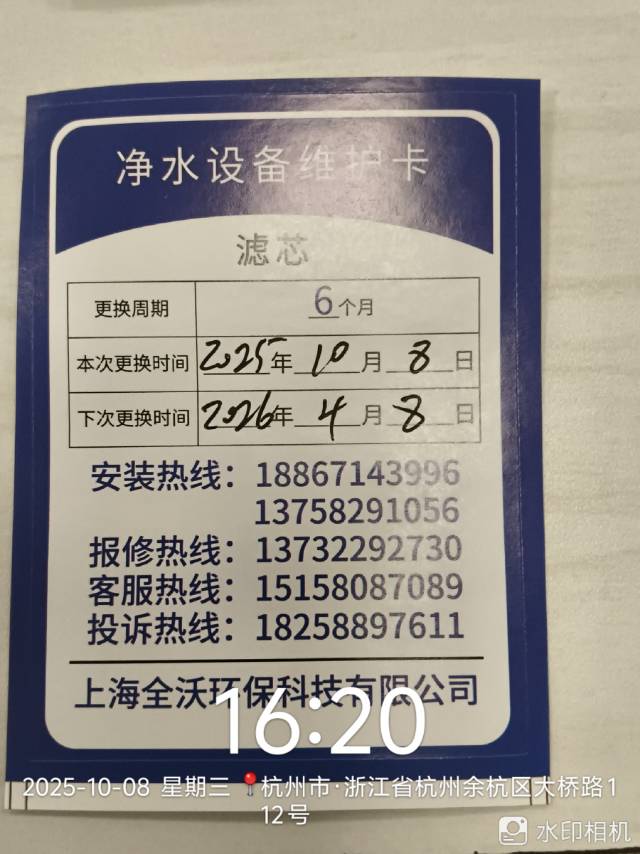 净水设备维护卡
滤芯
更换周期 6个月
本次更换时间 2025年10月8日
下次更换时间 2026年4月8日
安装热线：18867143996
13758291056
报修热线：13732292730
客服热线：15158087089
投诉热线：18258897611
上海全沃环保科技有限公司
16:20
2025-10-08 星期三 📍杭州市·浙江省杭州余杭区大桥路1
12号
水印相机